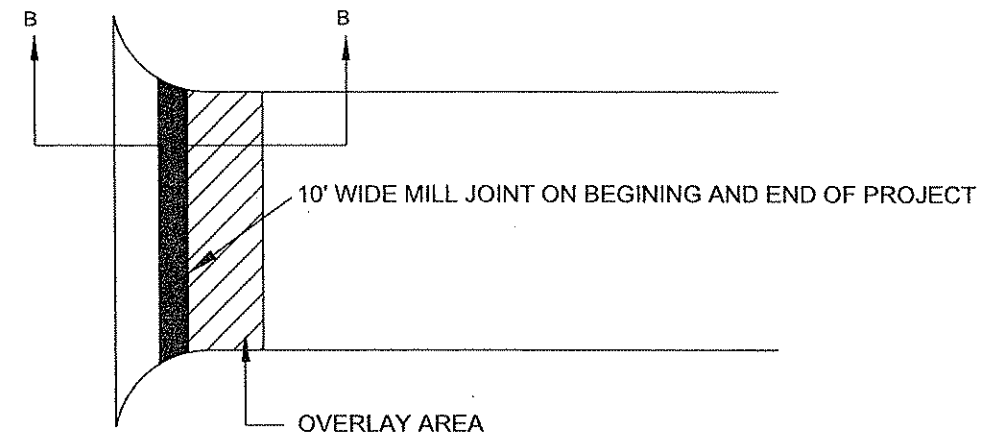 B B
10' WIDE MILL JOINT ON BEGINING AND END OF PROJECT
OVERLAY AREA